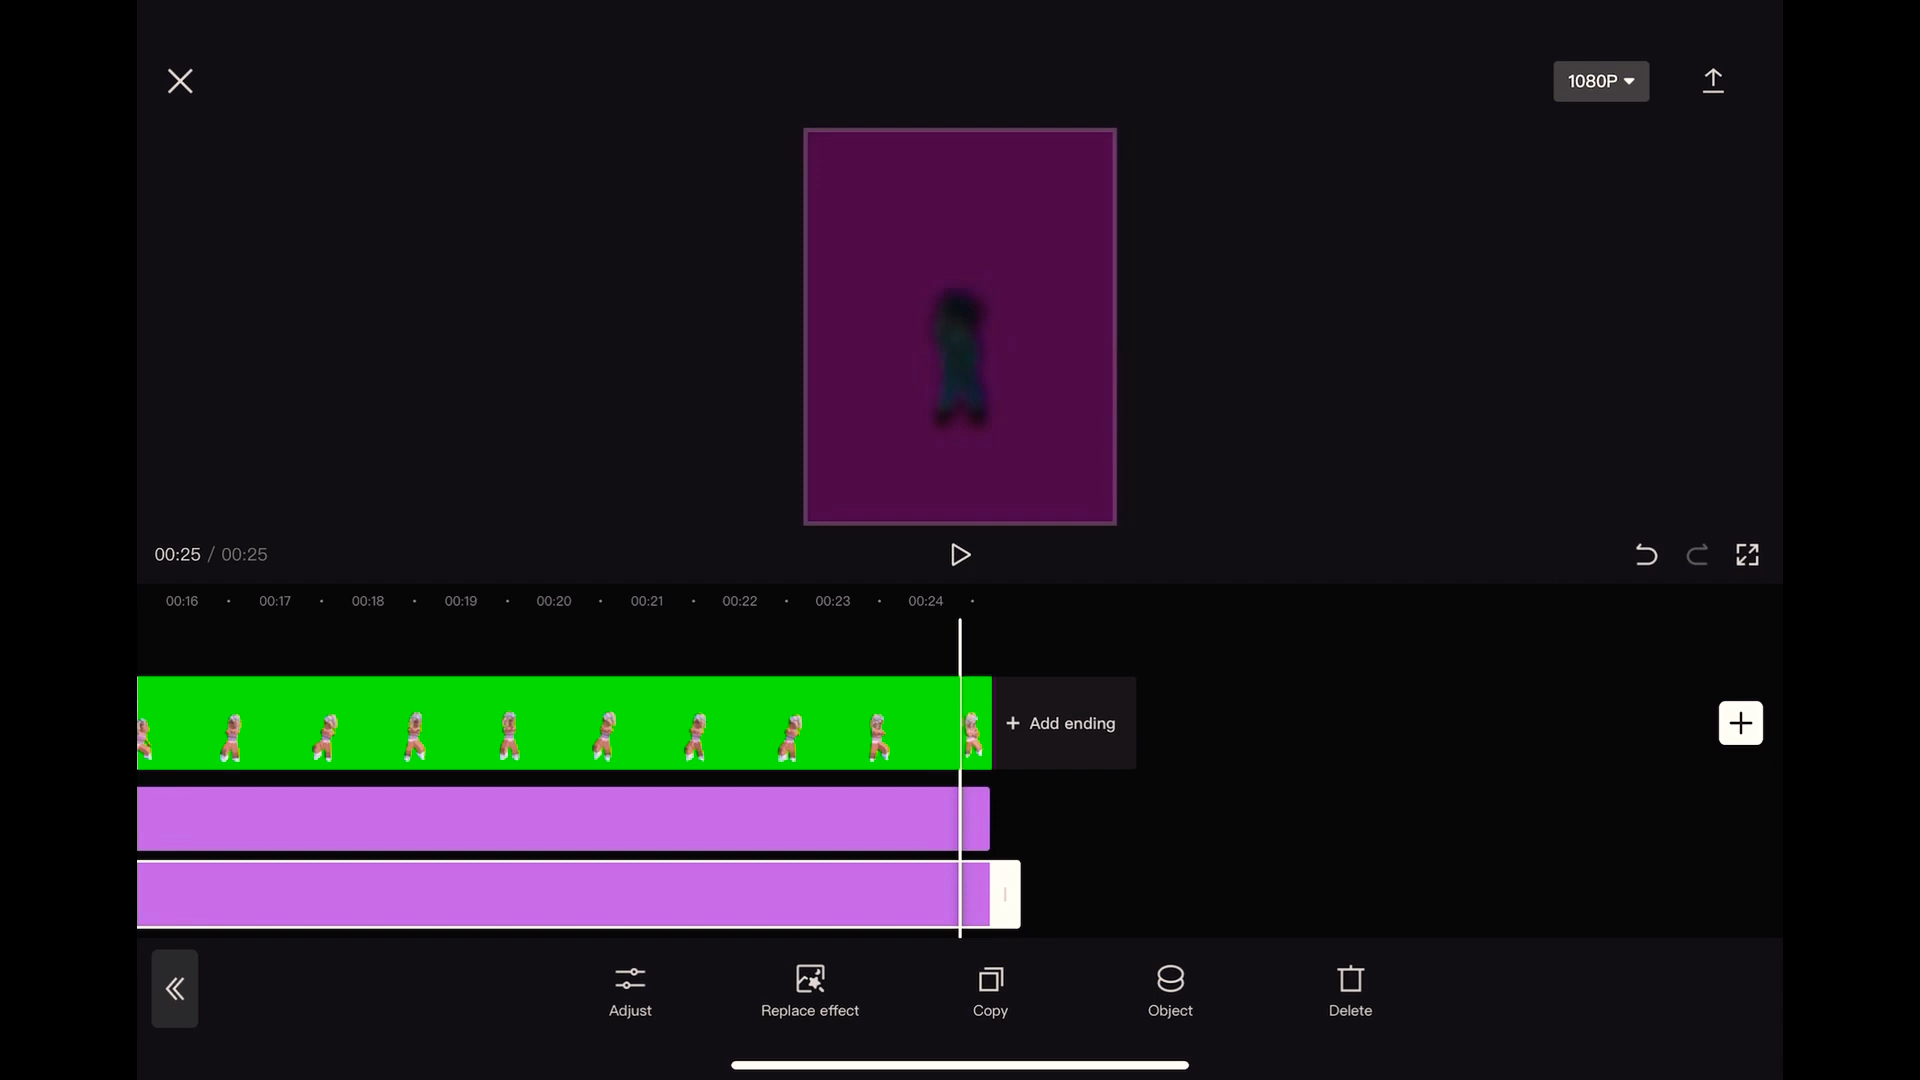 1080P
00:25 / 00:25
00:16 00:17 00:18 00:19 00:20 00:21 00:22 00:23 00:24
+ Add ending
Adjust
Replace effect
Copy
Object
Delete